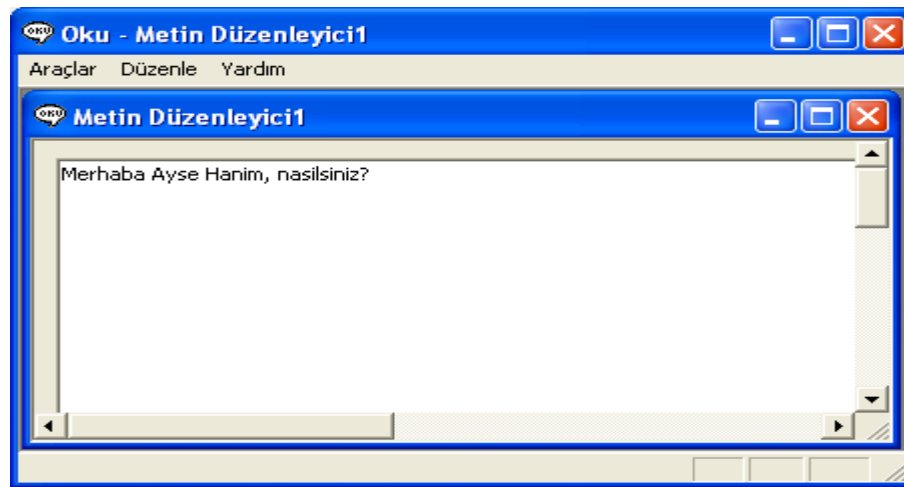 Oku - Metin Düzenleyici1
Araçlar Düzenle Yardım
Metin Düzenleyici1
Merhaba Ayse Hanim, nasilsiniz?